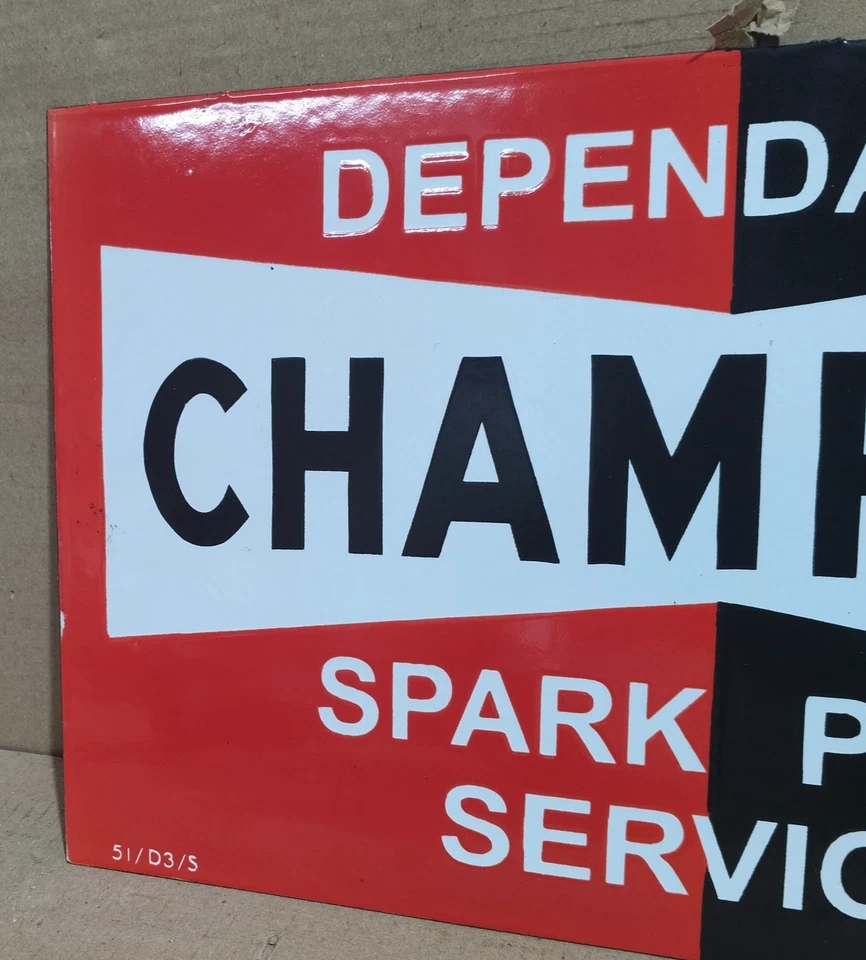 DEPENDA
CHAMP
SPARK P
SERVIC
51/D3/S